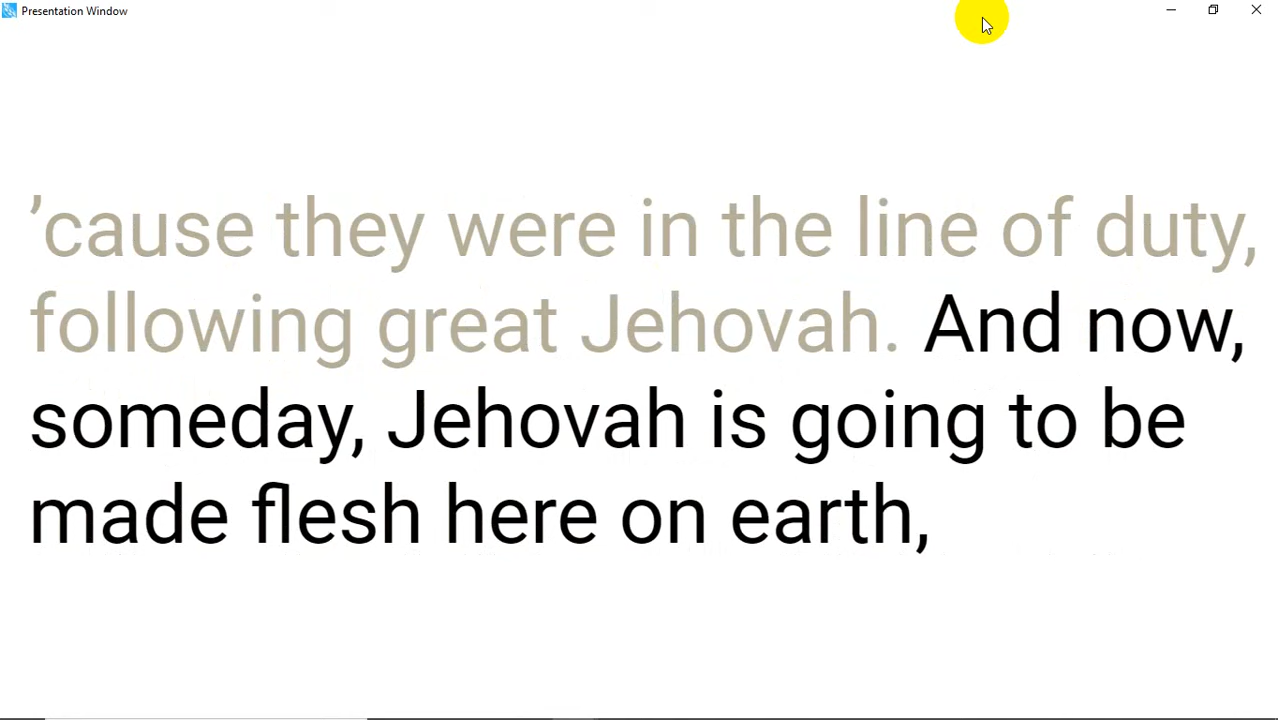 Presentation Window
’cause they were in the line of duty,
following great Jehovah. And now,
someday, Jehovah is going to be
made flesh here on earth,